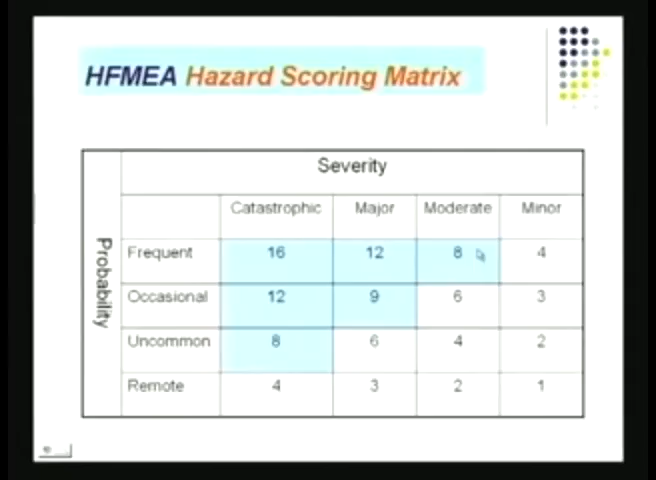 HFMEA Hazard Scoring Matrix
Severity
Catastrophic Major Moderate Minor
Probability
Frequent 16 12 8 4
Occasional 12 9 6 3
Uncommon 8 6 4 2
Remote 4 3 2 1